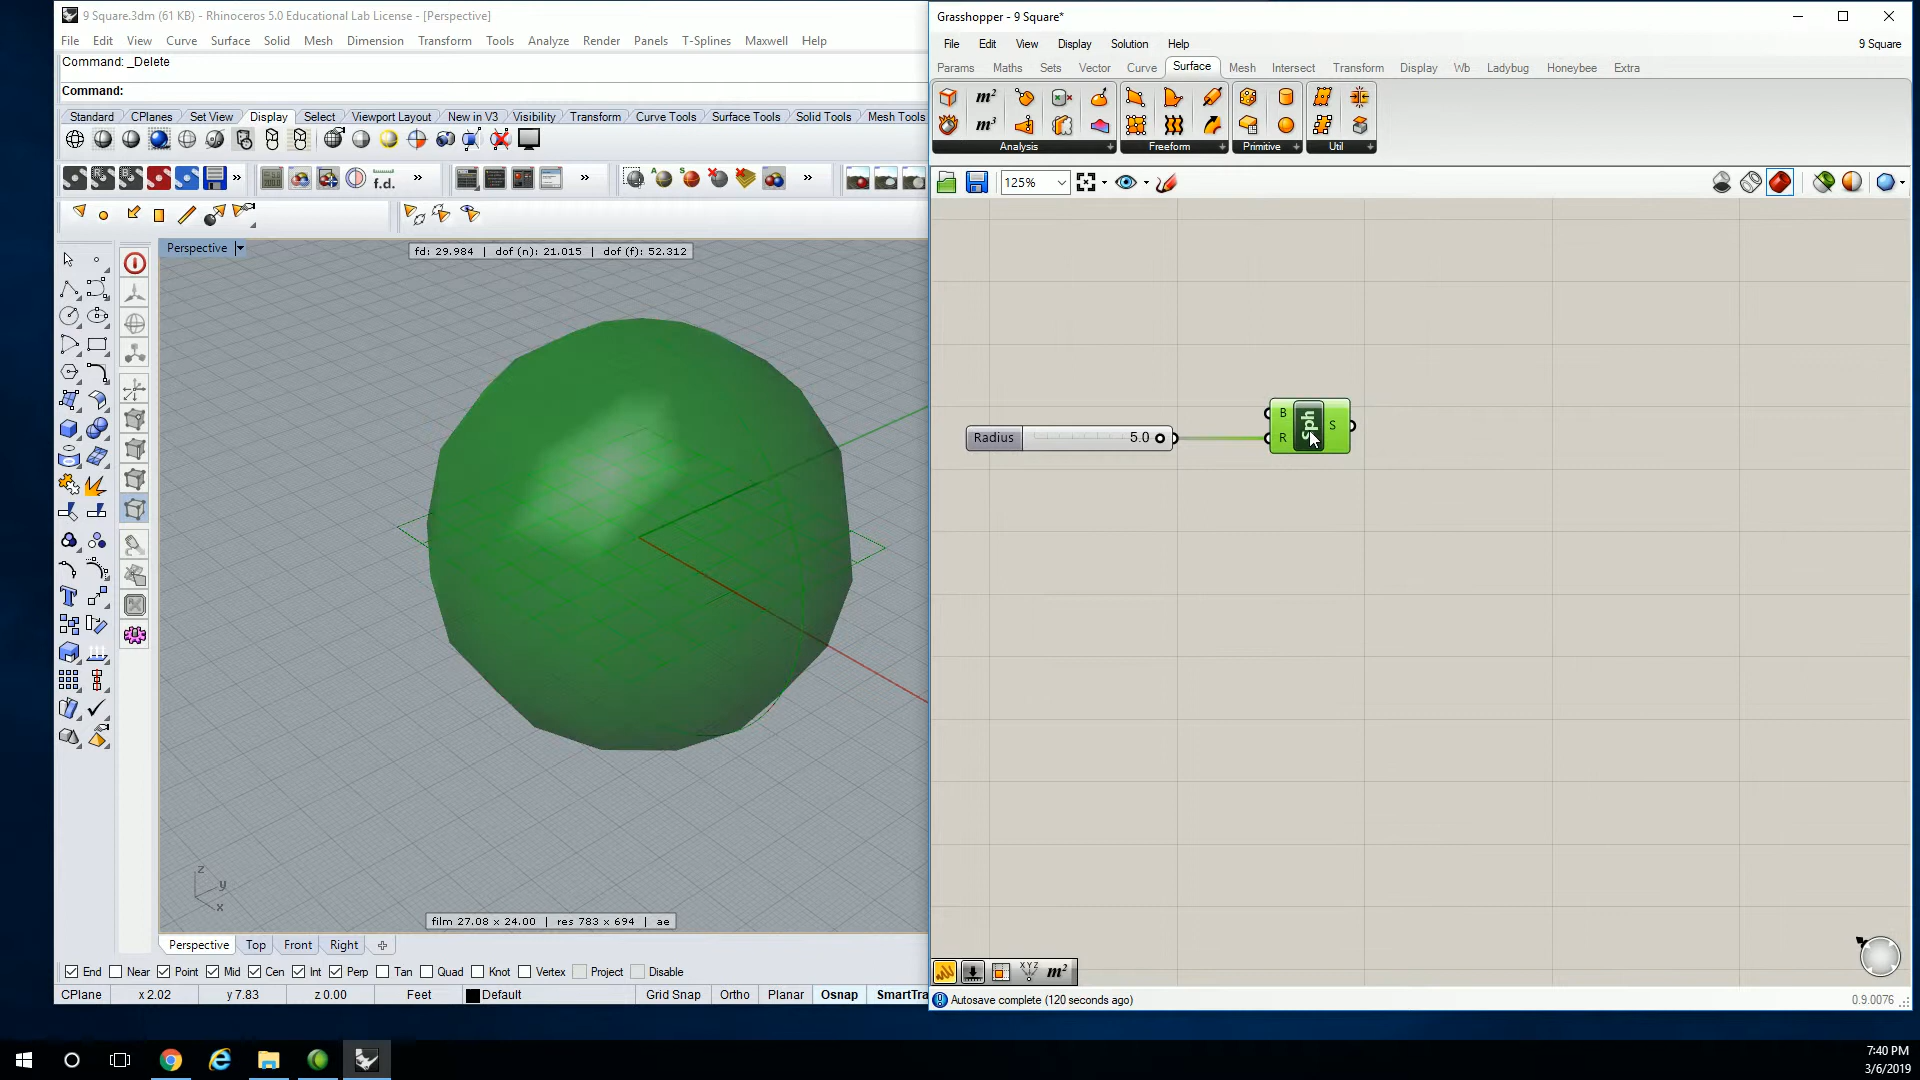 9 Square.3dm (61 KB) - Rhinoceros 5.0 Educational Lab License - [Perspective]
File Edit View Curve Surface Solid Mesh Dimension Transform Tools Analyze Render Panels T-Splines Maxwell Help
Command: _Delete
Command:
Standard CPlanes Set View Display Select Viewport Layout New in V3 Visibility Transform Curve Tools Surface Tools Solid Tools Mesh Tools
f.d.
Perspective
fd: 29.984 | dof (n): 21.015 | dof (f): 52.312
z
y
x
film 27.08 x 24.00 | res 783 x 694 | ae
Perspective Top Front Right
End Near Point Mid Cen Int Perp Tan Quad Knot Vertex Project Disable
CPlane x 2.02 y 7.83 z 0.00 Feet Default Grid Snap Ortho Planar Osnap SmartTra
Grasshopper - 9 Square*
File Edit View Display Solution Help 9 Square
Params Maths Sets Vector Curve Surface Mesh Intersect Transform Display Wb Ladybug Honeybee Extra
m²
m³
Analysis Freeform Primitive Util
125%
Radius 5.0
B
R
Sph
S
XYZ
m²
Autosave complete (120 seconds ago) 0.9.0076
7:40 PM
3/6/2019